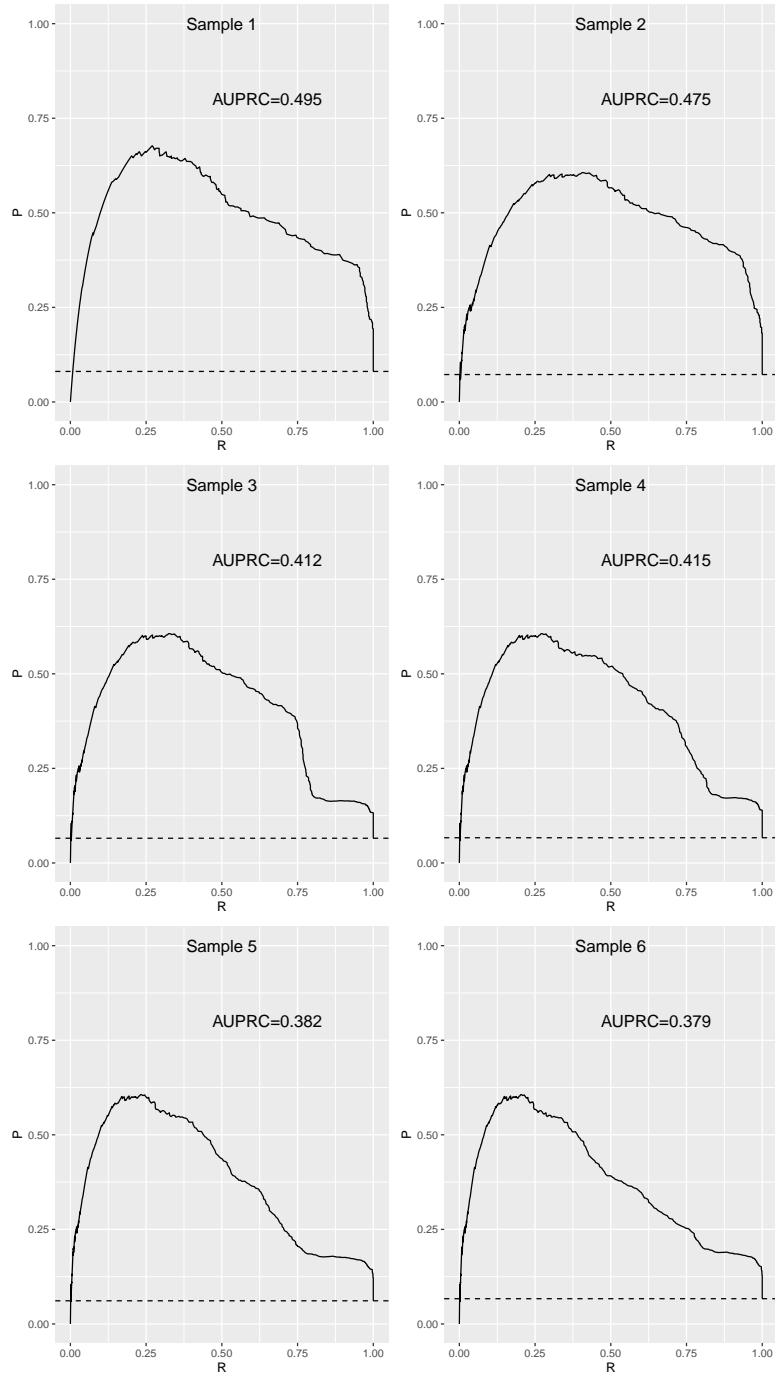 Sample 1
AUPRC=0.495
1.00
0.75
0.50
0.25
0.00
P
0.00 0.25 0.50 0.75 1.00
R
Sample 2
AUPRC=0.475
1.00
0.75
0.50
0.25
0.00
P
0.00 0.25 0.50 0.75 1.00
R
Sample 3
AUPRC=0.412
1.00
0.75
0.50
0.25
0.00
P
0.00 0.25 0.50 0.75 1.00
R
Sample 4
AUPRC=0.415
1.00
0.75
0.50
0.25
0.00
P
0.00 0.25 0.50 0.75 1.00
R
Sample 5
AUPRC=0.382
1.00
0.75
0.50
0.25
0.00
P
0.00 0.25 0.50 0.75 1.00
R
Sample 6
AUPRC=0.379
1.00
0.75
0.50
0.25
0.00
P
0.00 0.25 0.50 0.75 1.00
R